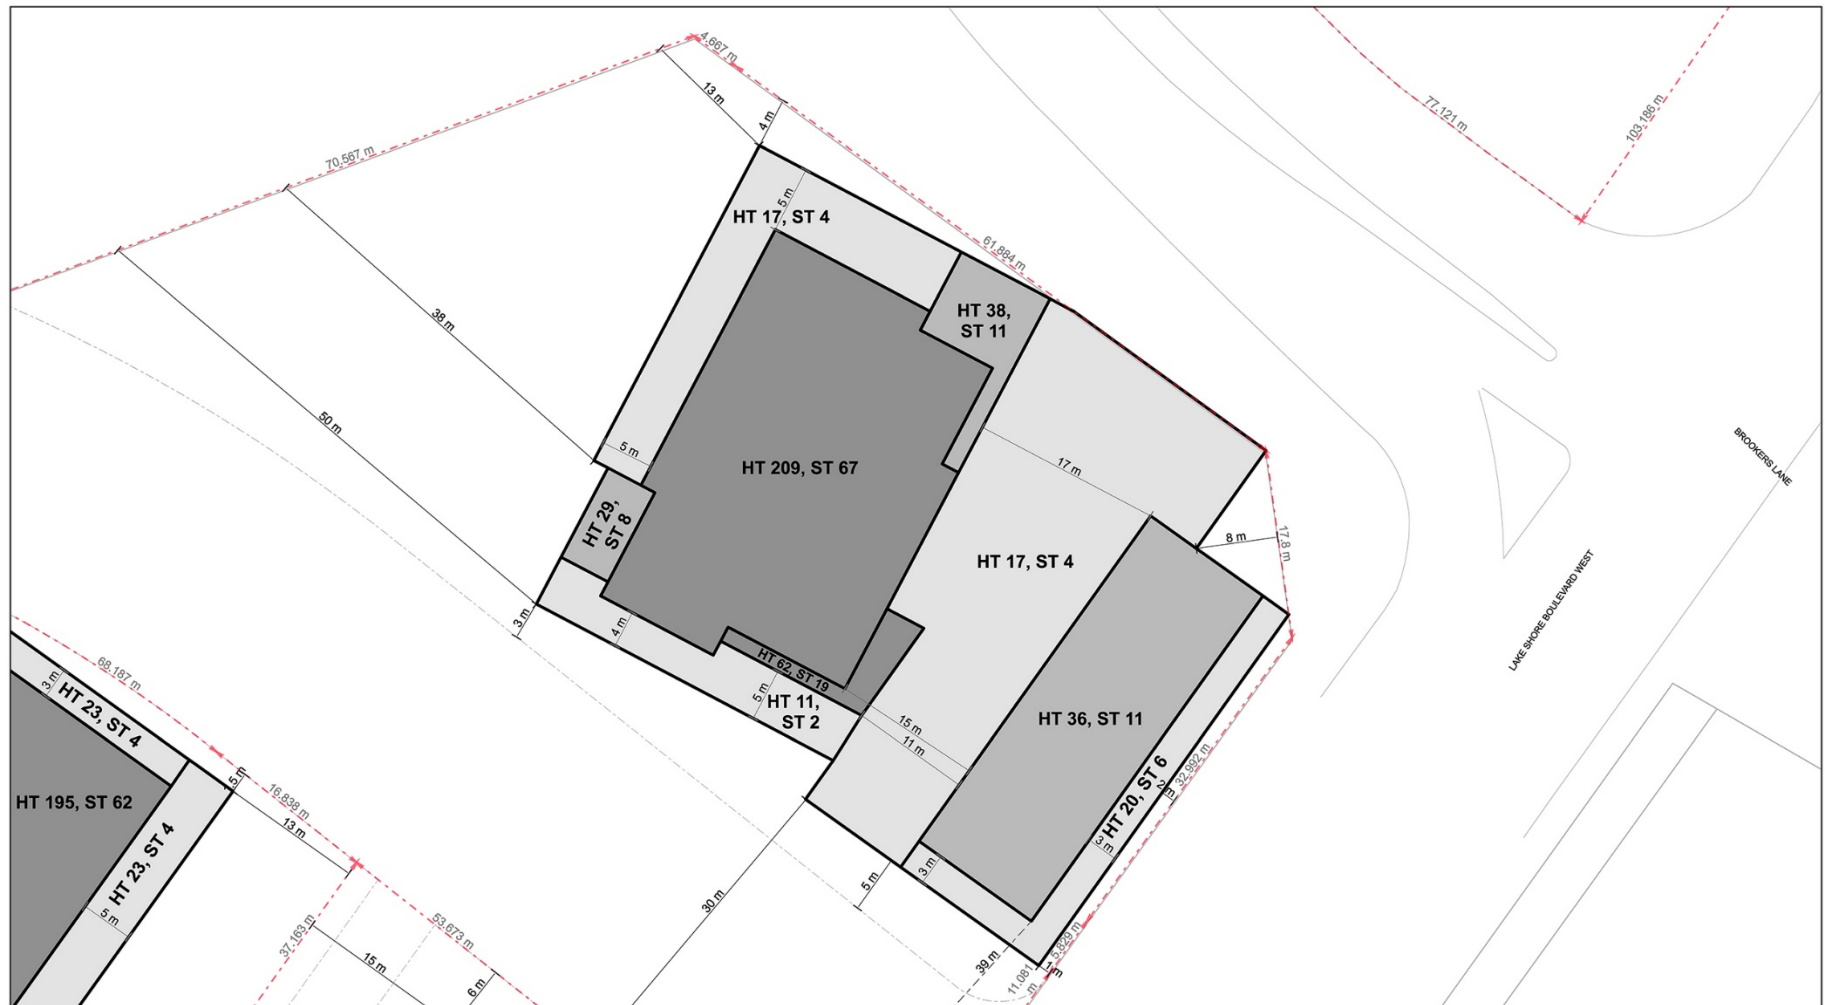 4.667 m
13 m
4 m
70.567 m
77.121 m
103.186 m
5 m
HT 17, ST 4
61.884 m
HT 38,
ST 11
38 m
50 m
5 m
HT 209, ST 67
17 m
BROOKERS LANE
HT 29,
ST 8
8 m
17.8 m
HT 17, ST 4
LAKE SHORE BOULEVARD WEST
3 m
4 m
HT 62, ST 19
5 m
HT 11,
ST 2
15 m
11 m
HT 36, ST 11
68.187 m
3 m
HT 23, ST 4
HT 20, ST 6
2 m
32.992 m
3 m
HT 195, ST 62
.5 m
16.838 m
13 m
HT 23, ST 4
5 m
3 m
5 m
30 m
37.163 m
53.673 m
15 m
6 m
39 m
5.829 m
1 m
11.081
m